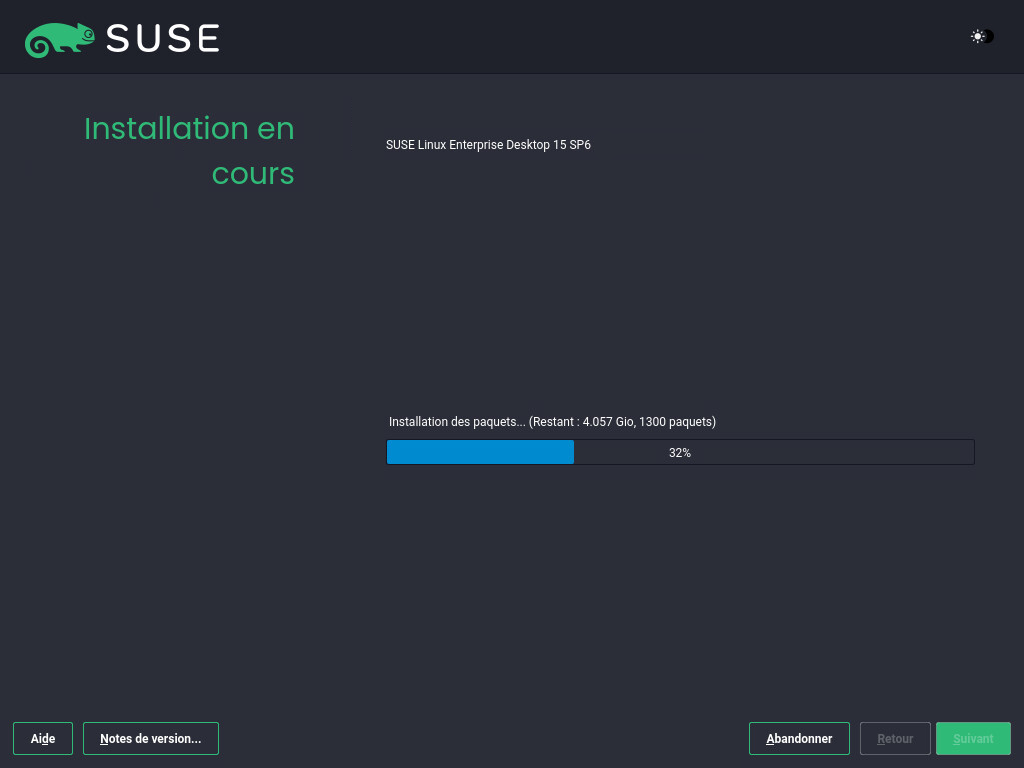 SUSE
Installation en
cours
SUSE Linux Enterprise Desktop 15 SP6
Installation des paquets... (Restant : 4.057 Gio, 1300 paquets)
32%
Aide
Notes de version...
Abandonner
Retour
Suivant